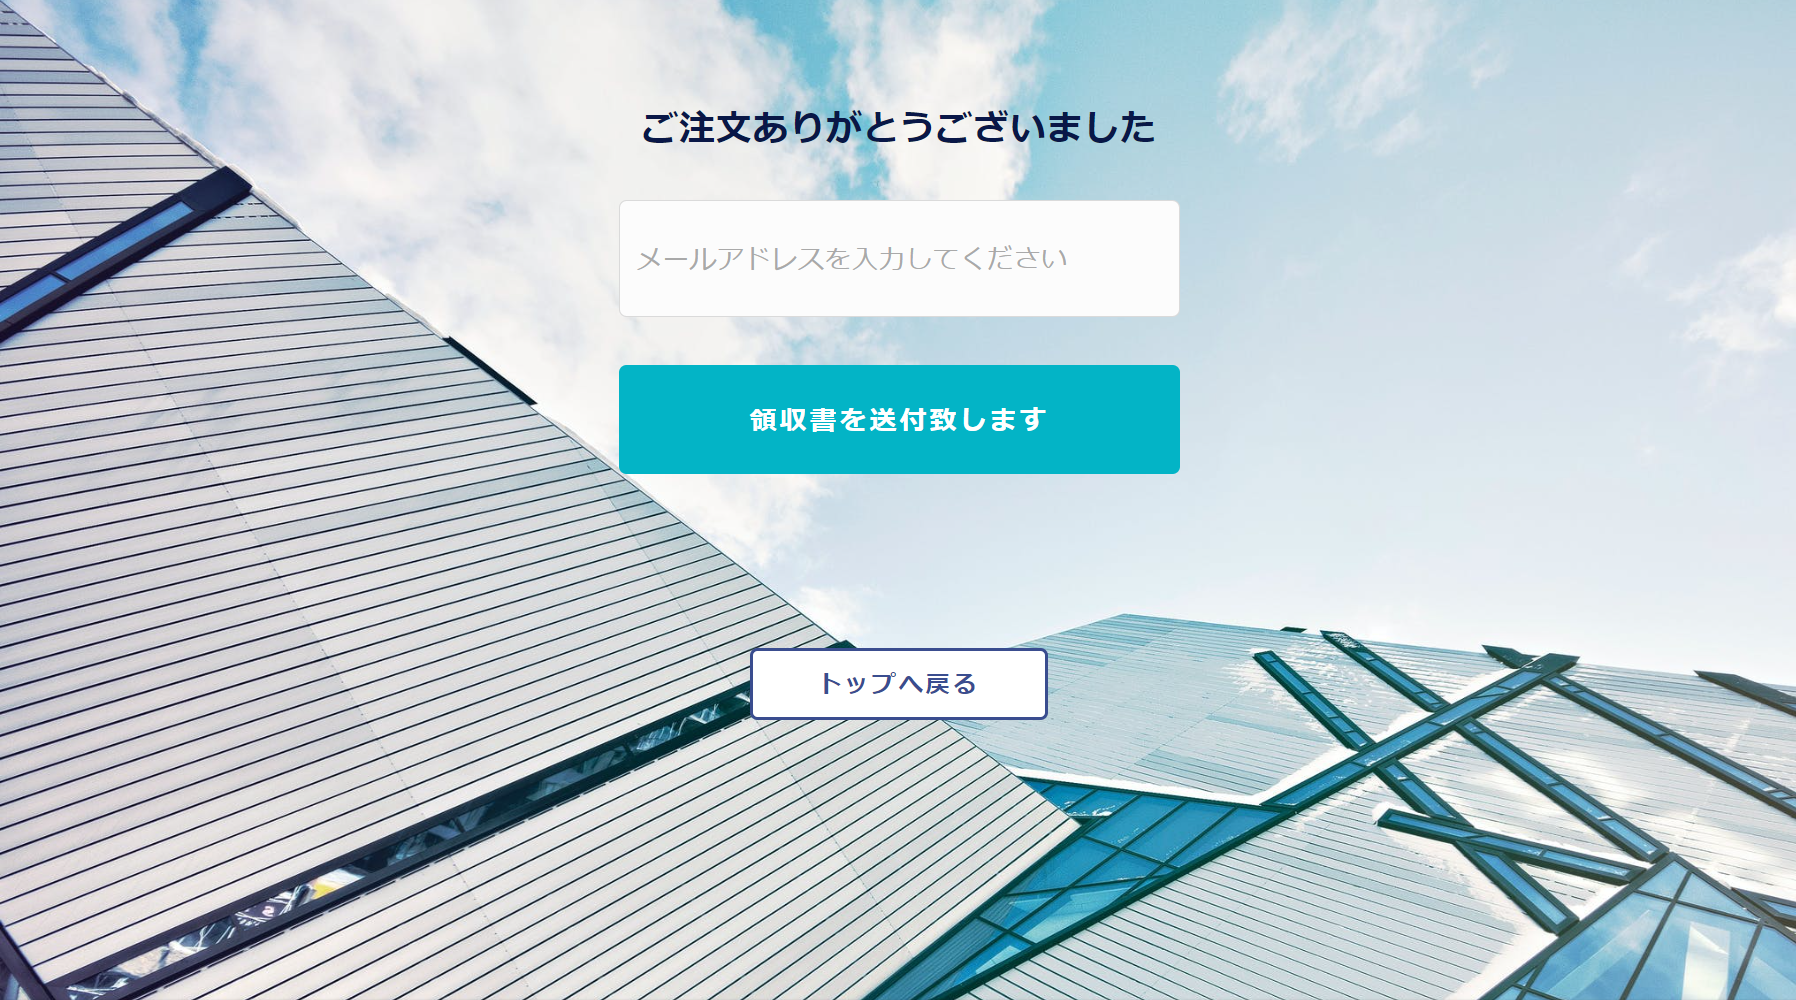 ご注文ありがとうございました
メールアドレスを入力してください
領収書を送付致します
トップへ戻る